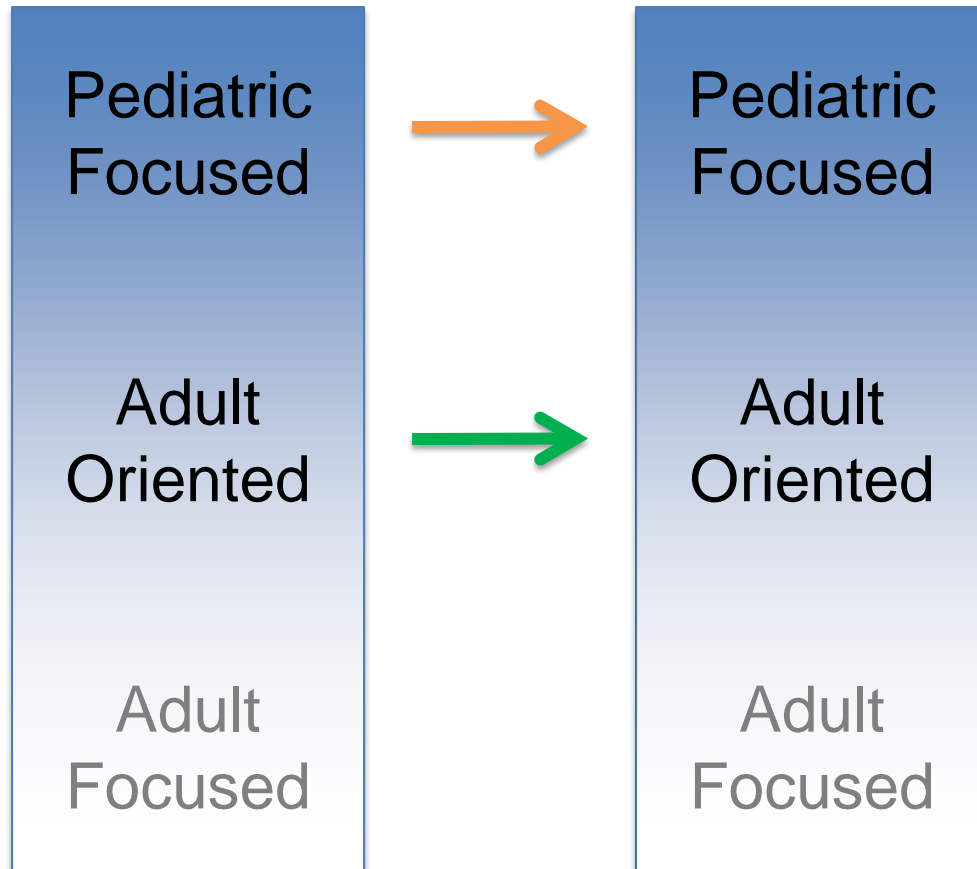 Pediatric
Focused
Adult
Oriented
Adult
Focused
Pediatric
Focused
Adult
Oriented
Adult
Focused